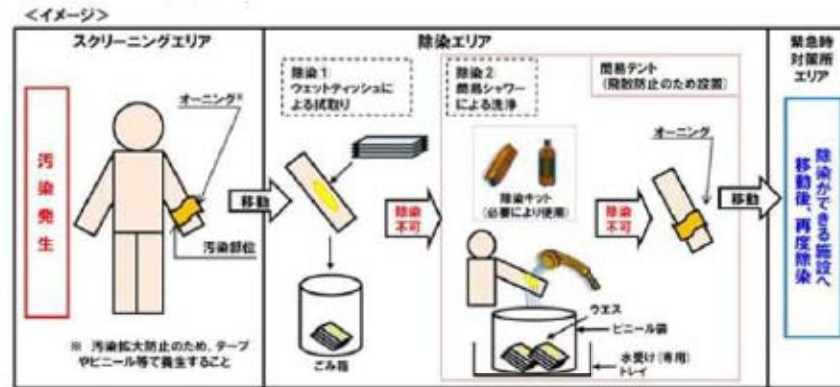 ＜イメージ＞
スクリーニングエリア
汚染発生
オーニング※
汚染部位
※ 汚染拡大防止のため、テープ
やビニール等で養生すること
移動
除染エリア
除染1)
ウェットティッシュに
よる拭取り
ごみ箱
除染
不可
除染2)
簡易シャワー
による洗浄
簡易テント
(飛散防止のため設置)
除染キット
(必要により使用)
ウエス
ビニール袋
水受け(専用)
トレイ
除染
不可
オーニング
移動
緊急時
対策所
エリア
除染ができる施設へ
移動後、再度除染